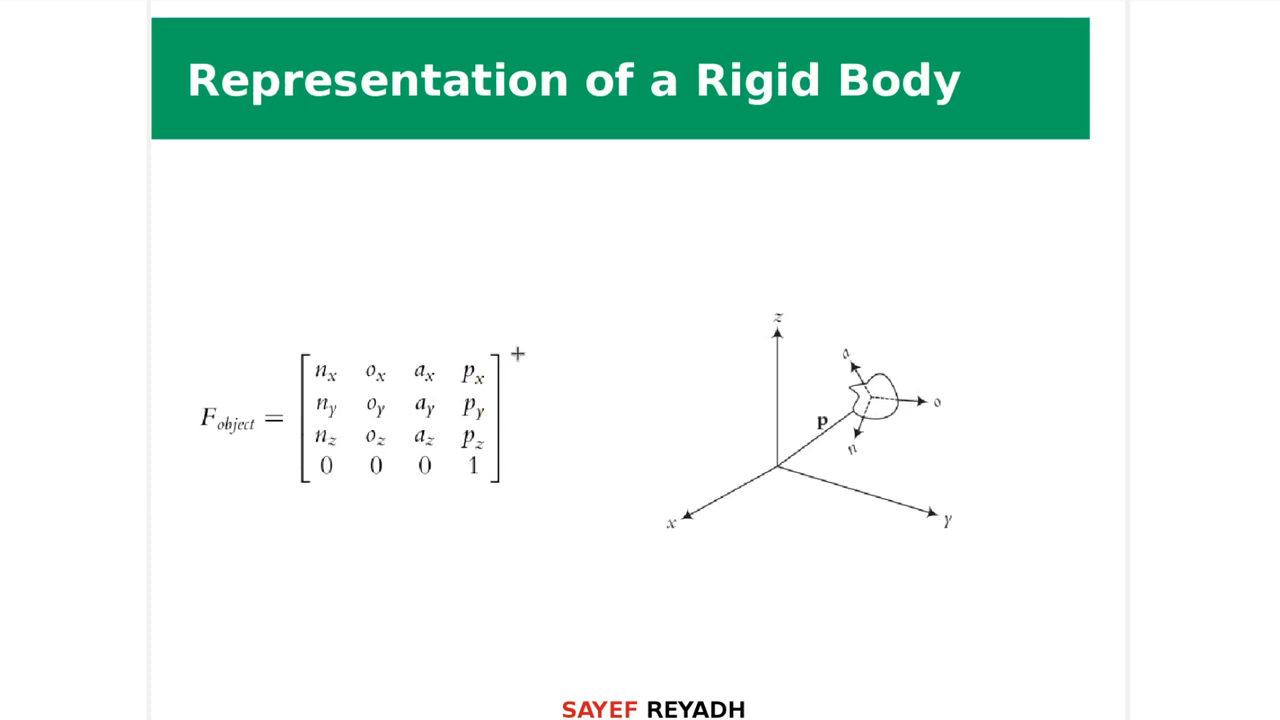 Representation of a Rigid Body
F_object = [ n_x o_x a_x p_x
n_y o_y a_y p_y
n_z o_z a_z p_z
0 0 0 1 ]
z
a
o
p
n
x
y
SAYEF REYADH